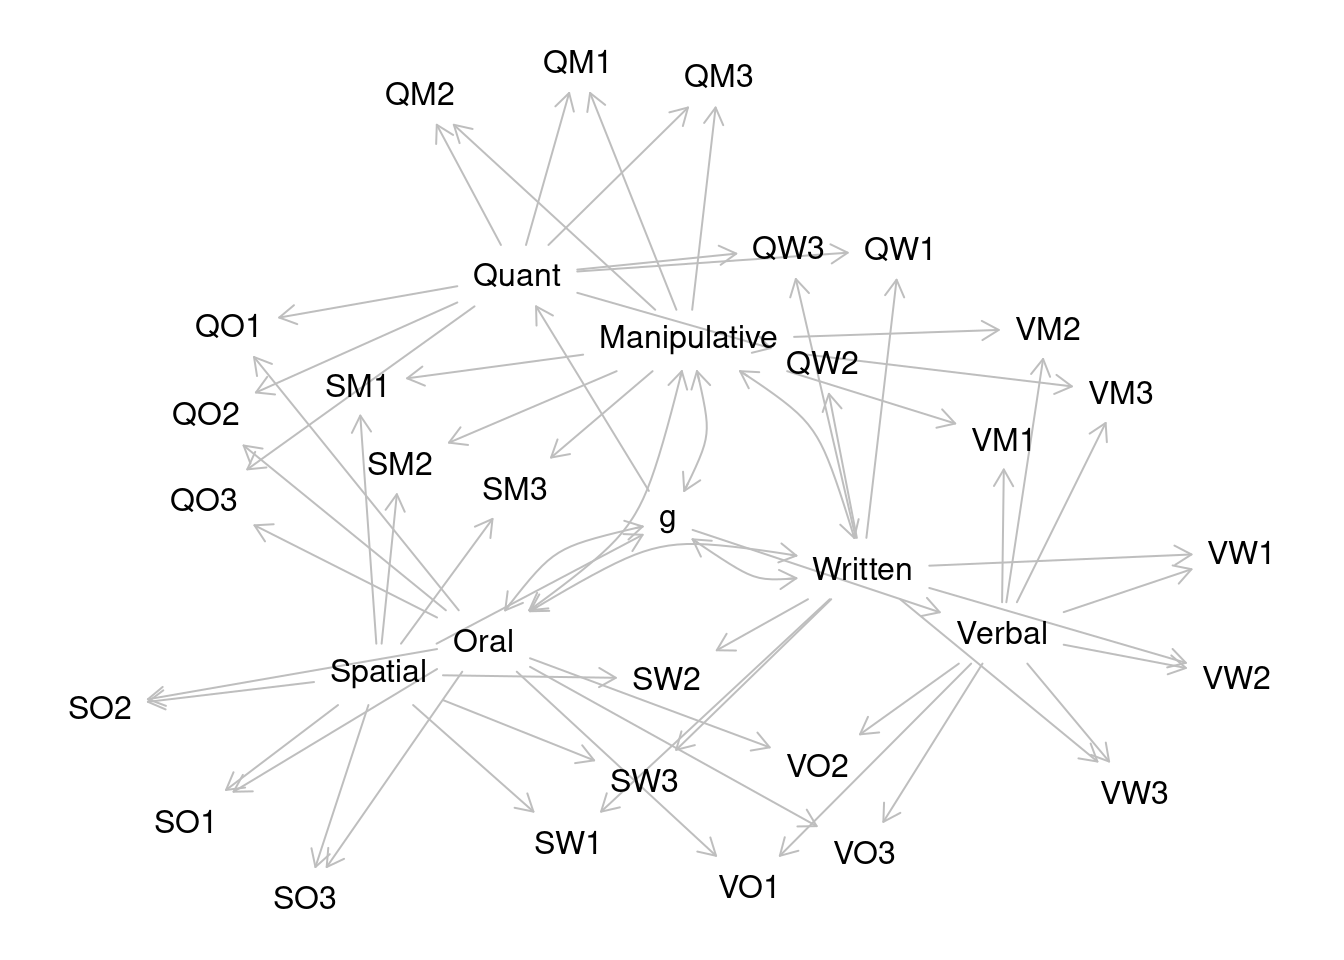 QM1
QM3
QM2
QW3
QW1
Quant
QO1
Manipulative
VM2
QW2
SM1
VM3
QO2
VM1
SM2
SM3
QO3
g
VW1
Written
Verbal
Oral
Spatial
SW2
VW2
SO2
VO2
SW3
VW3
SO1
SW1
VO3
VO1
SO3